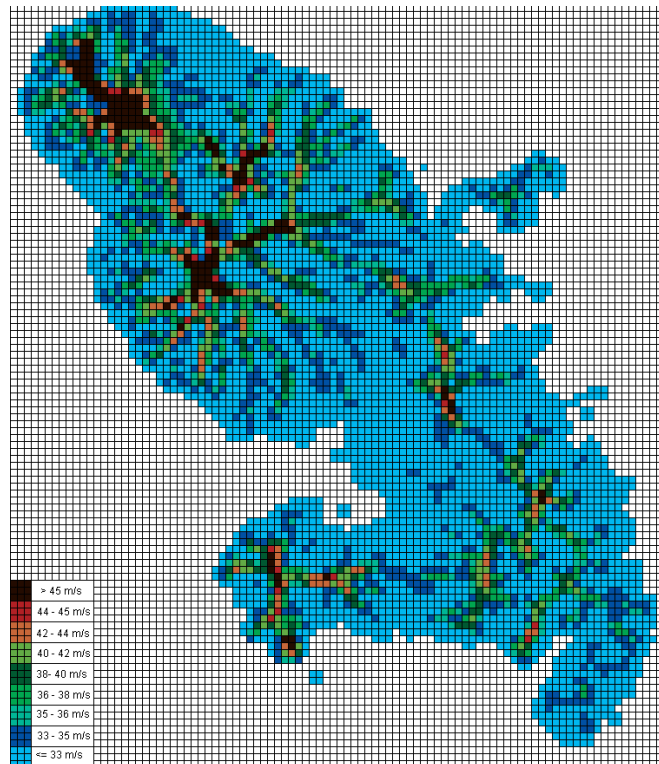 > 45 m/s
44 - 45 m/s
42 - 44 m/s
40 - 42 m/s
38- 40 m/s
36 - 38 m/s
35 - 36 m/s
33 - 35 m/s
<= 33 m/s